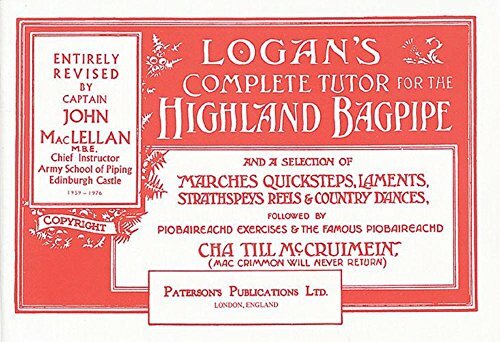 ENTIRELY
REVISED
BY
CAPTAIN
JOHN
MACLELLAN
M.B.E.
Chief Instructor
Army School of Piping
Edinburgh Castle
1959 - 1976
COPYRIGHT
LOGAN'S
COMPLETE TUTOR FOR THE
HIGHLAND BAGPIPE
AND A SELECTION OF
MARCHES QUICKSTEPS, LAMENTS,
STRATHSPEYS REELS & COUNTRY DANCES,
FOLLOWED BY
PIOBAIREACHD EXERCISES & THE FAMOUS PIOBAIREACHD
CHA TILL MCCRUIMEIN,
(MAC CRIMMON WILL NEVER RETURN)
PATERSON'S PUBLICATIONS LTD.
LONDON, ENGLAND